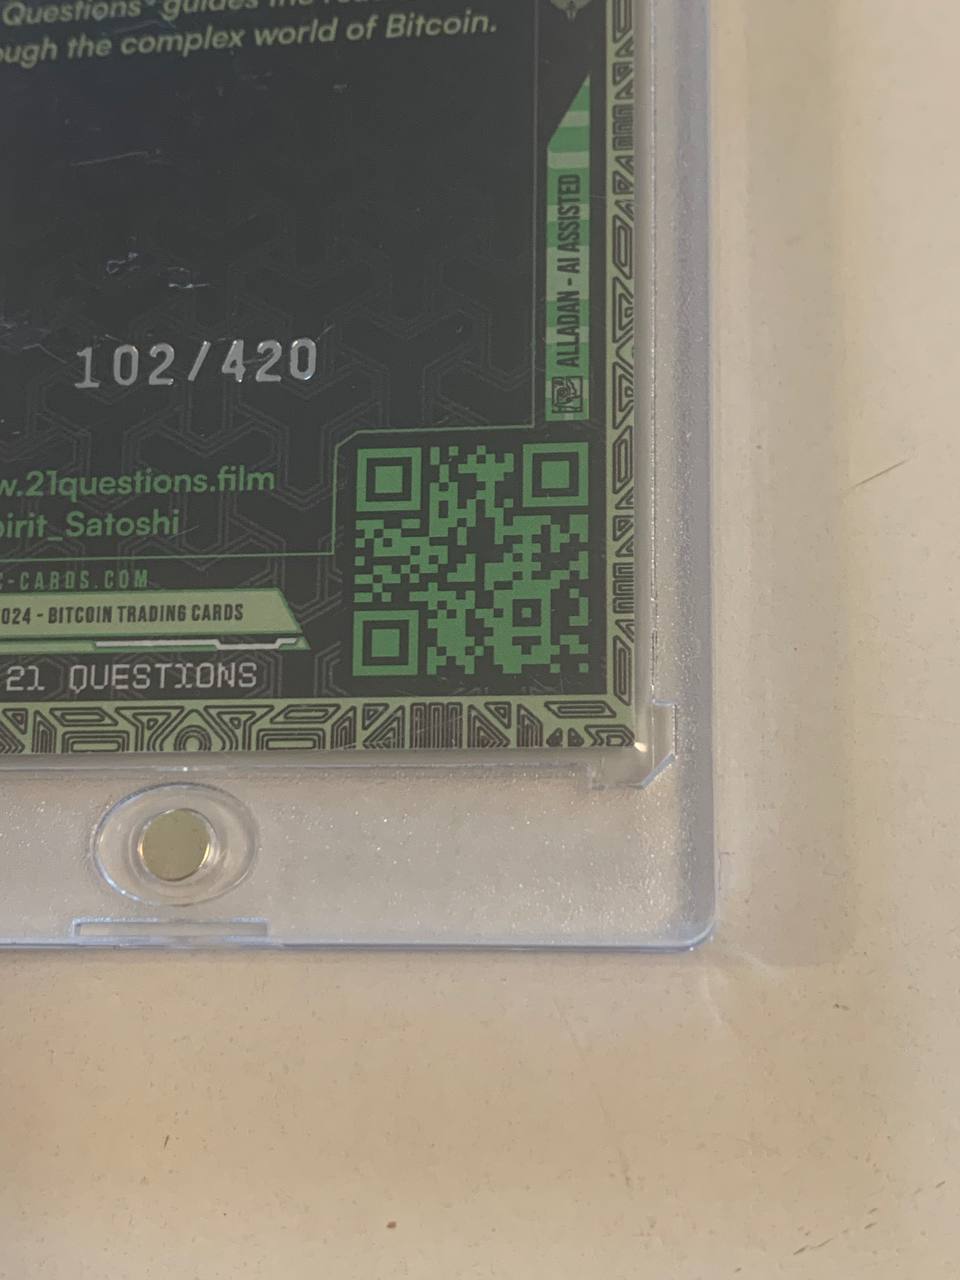 Questions" guides the
ough the complex world of Bitcoin.
ALLADAN - AI ASSISTED
102/420
w.21questions.film
pirit_Satoshi
C-CARDS.COM
024 - BITCOIN TRADING CARDS
21 QUESTIONS